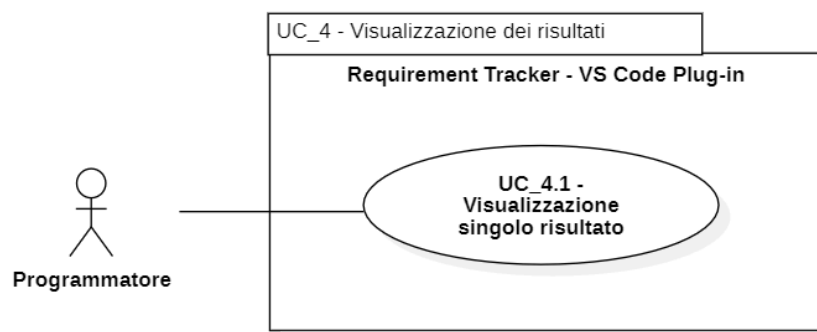 UC_4 - Visualizzazione dei risultati
Requirement Tracker - VS Code Plug-in
UC_4.1 -
Visualizzazione
singolo risultato
Programmatore